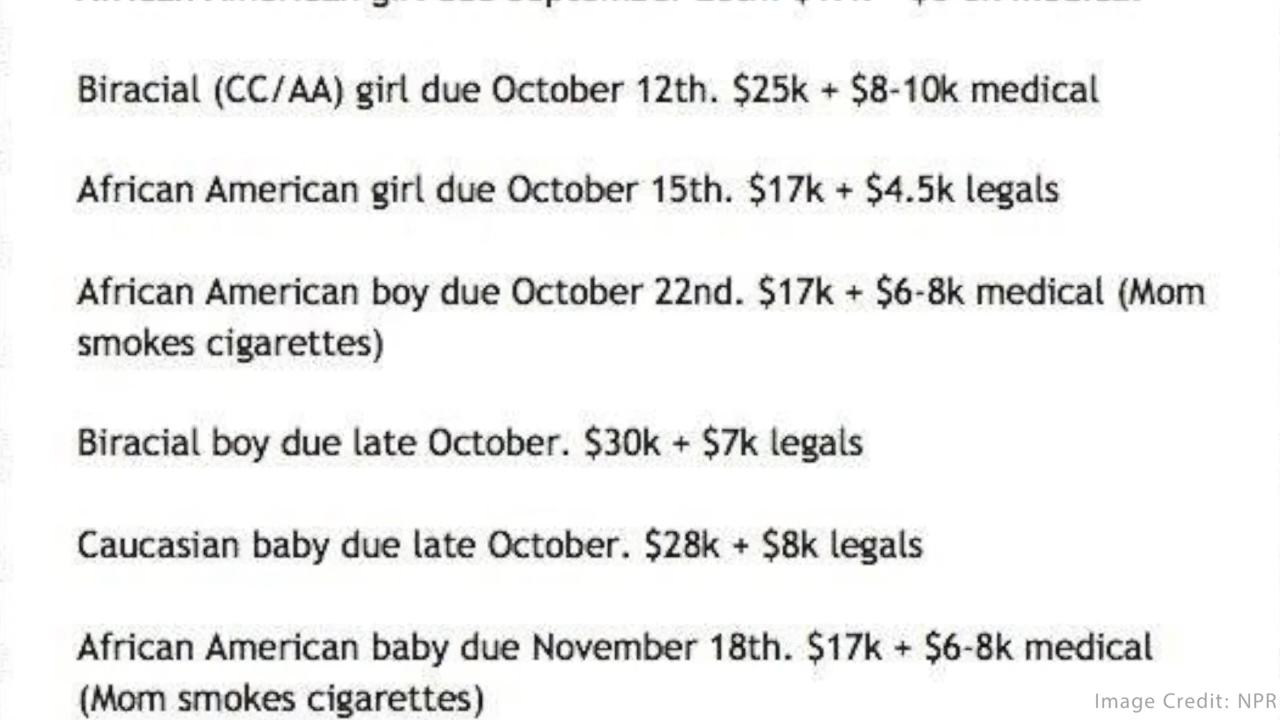 Biracial (CC/AA) girl due October 12th. $25k + $8-10k medical
African American girl due October 15th. $17k + $4.5k legals
African American boy due October 22nd. $17k + $6-8k medical (Mom
smokes cigarettes)
Biracial boy due late October. $30k + $7k legals
Caucasian baby due late October. $28k + $8k legals
African American baby due November 18th. $17k + $6-8k medical
(Mom smokes cigarettes)
Image Credit: NPR